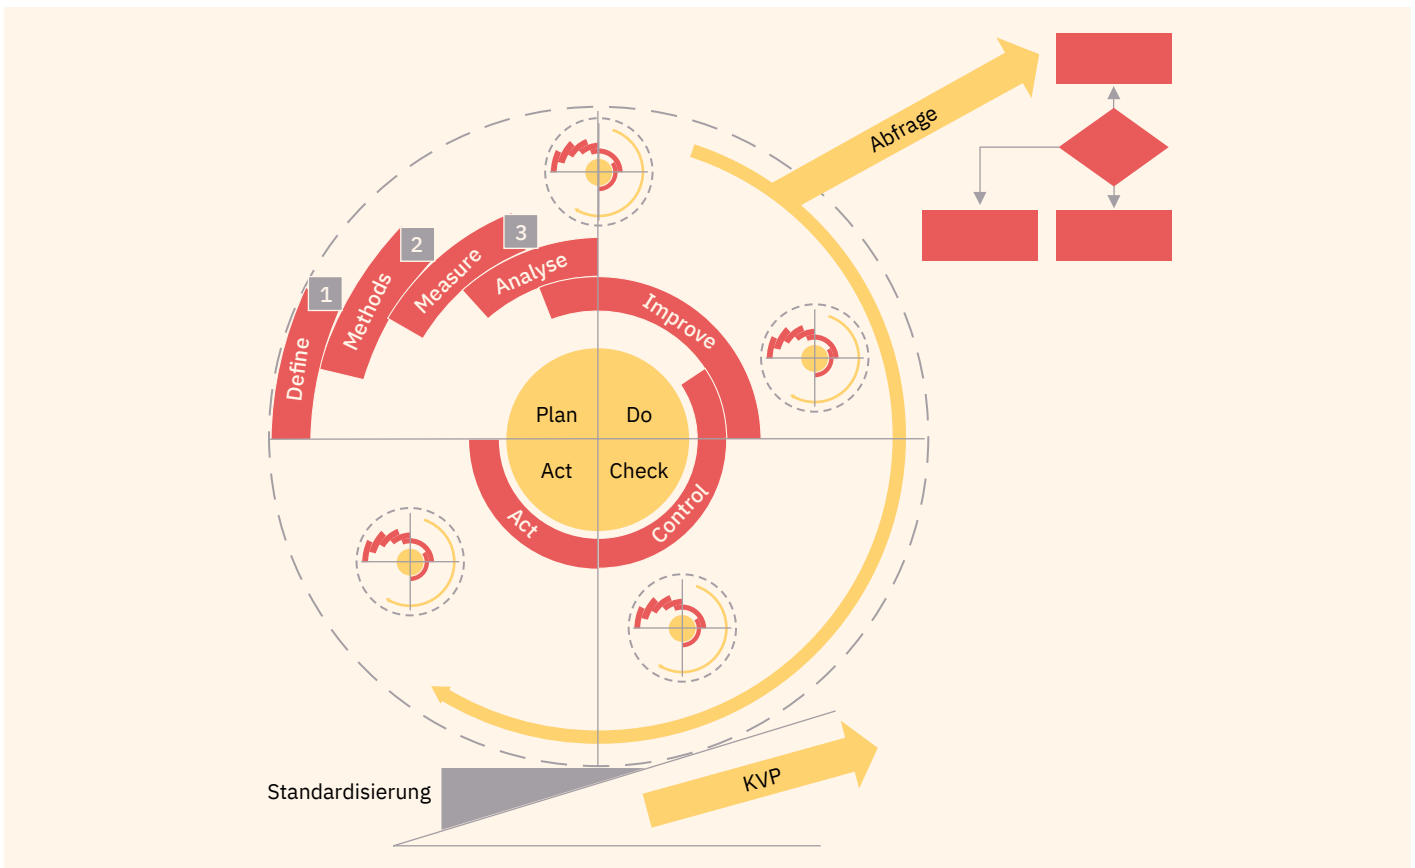 Abfrage
1
2
3
Define
Methods
Measure
Analyse
Improve
Plan
Do
Act
Check
Act
Control
Standardisierung
KVP